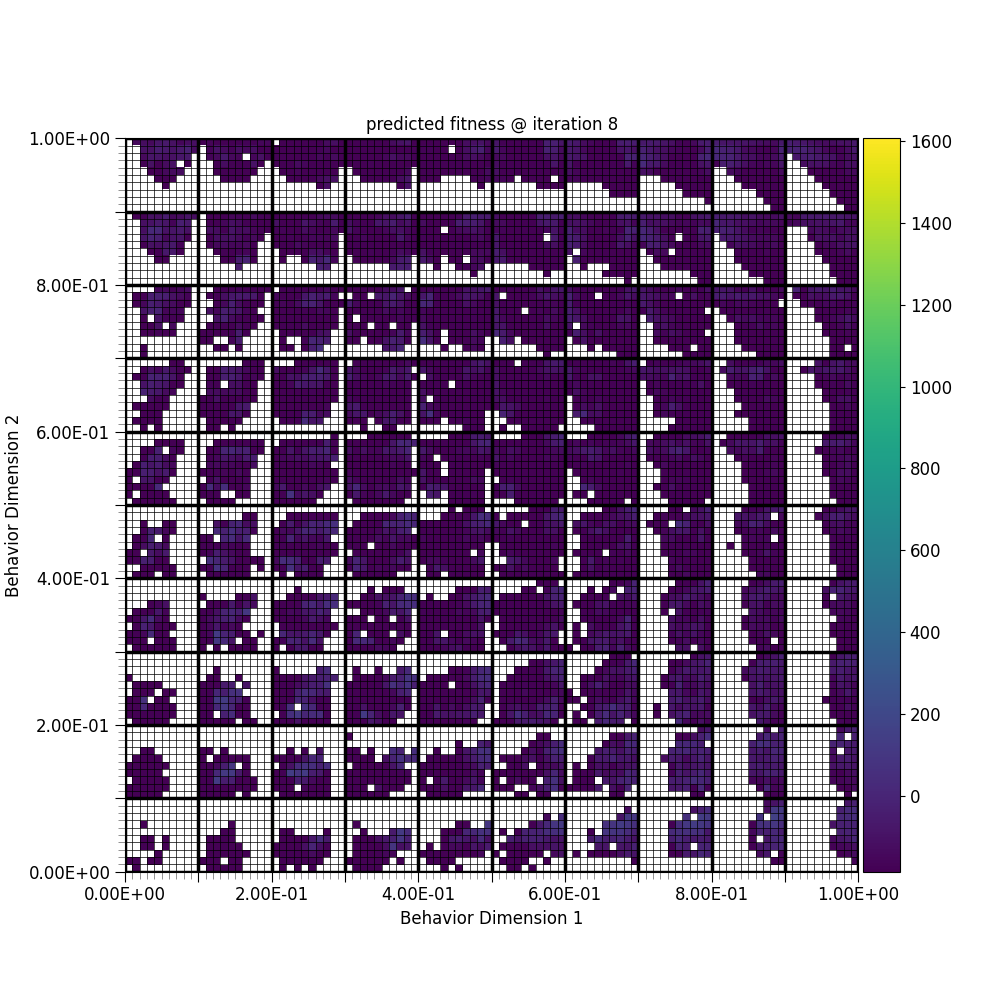 predicted fitness @ iteration 8
1.00E+00
8.00E-01
6.00E-01
4.00E-01
2.00E-01
0.00E+00
Behavior Dimension 2
0.00E+00 2.00E-01 4.00E-01 6.00E-01 8.00E-01 1.00E+00
Behavior Dimension 1
1600
1400
1200
1000
800
600
400
200
0